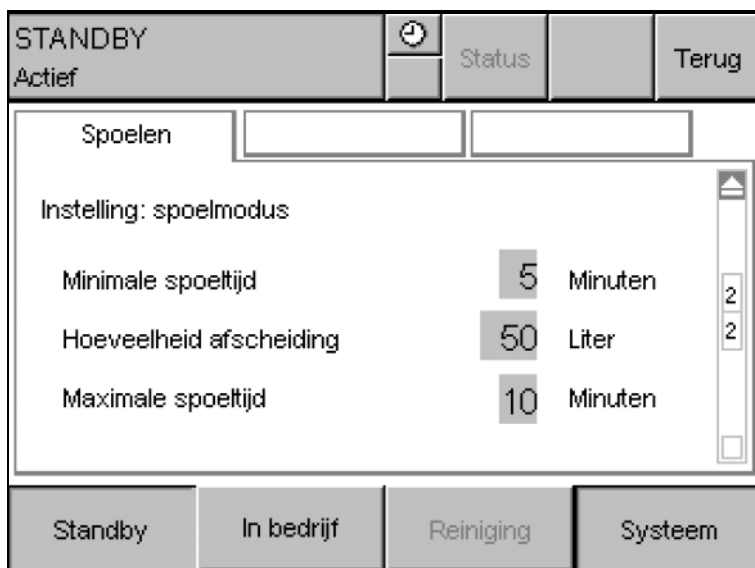 STANDBY
Actief
Status
Terug
Spoelen
Instelling: spoelmodus
Minimale spoeltijd 5 Minuten
Hoeveelheid afscheiding 50 Liter
Maximale spoeltijd 10 Minuten
2
2
Standby In bedrijf Reiniging Systeem